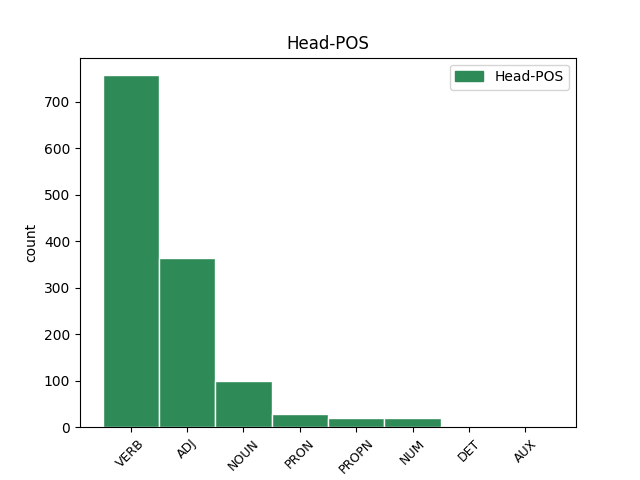 Head-POS
Head-POS
700
600
500
400
300
200
100
0
count
VERB
ADJ
NOUN
PRON
PROPN
NUM
DET
AUX